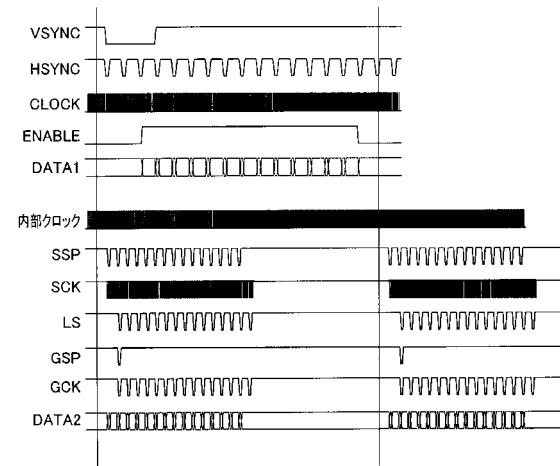 VSYNC
HSYNC
CLOCK
ENABLE
DATA1
内部クロック
SSP
SCK
LS
GSP
GCK
DATA2